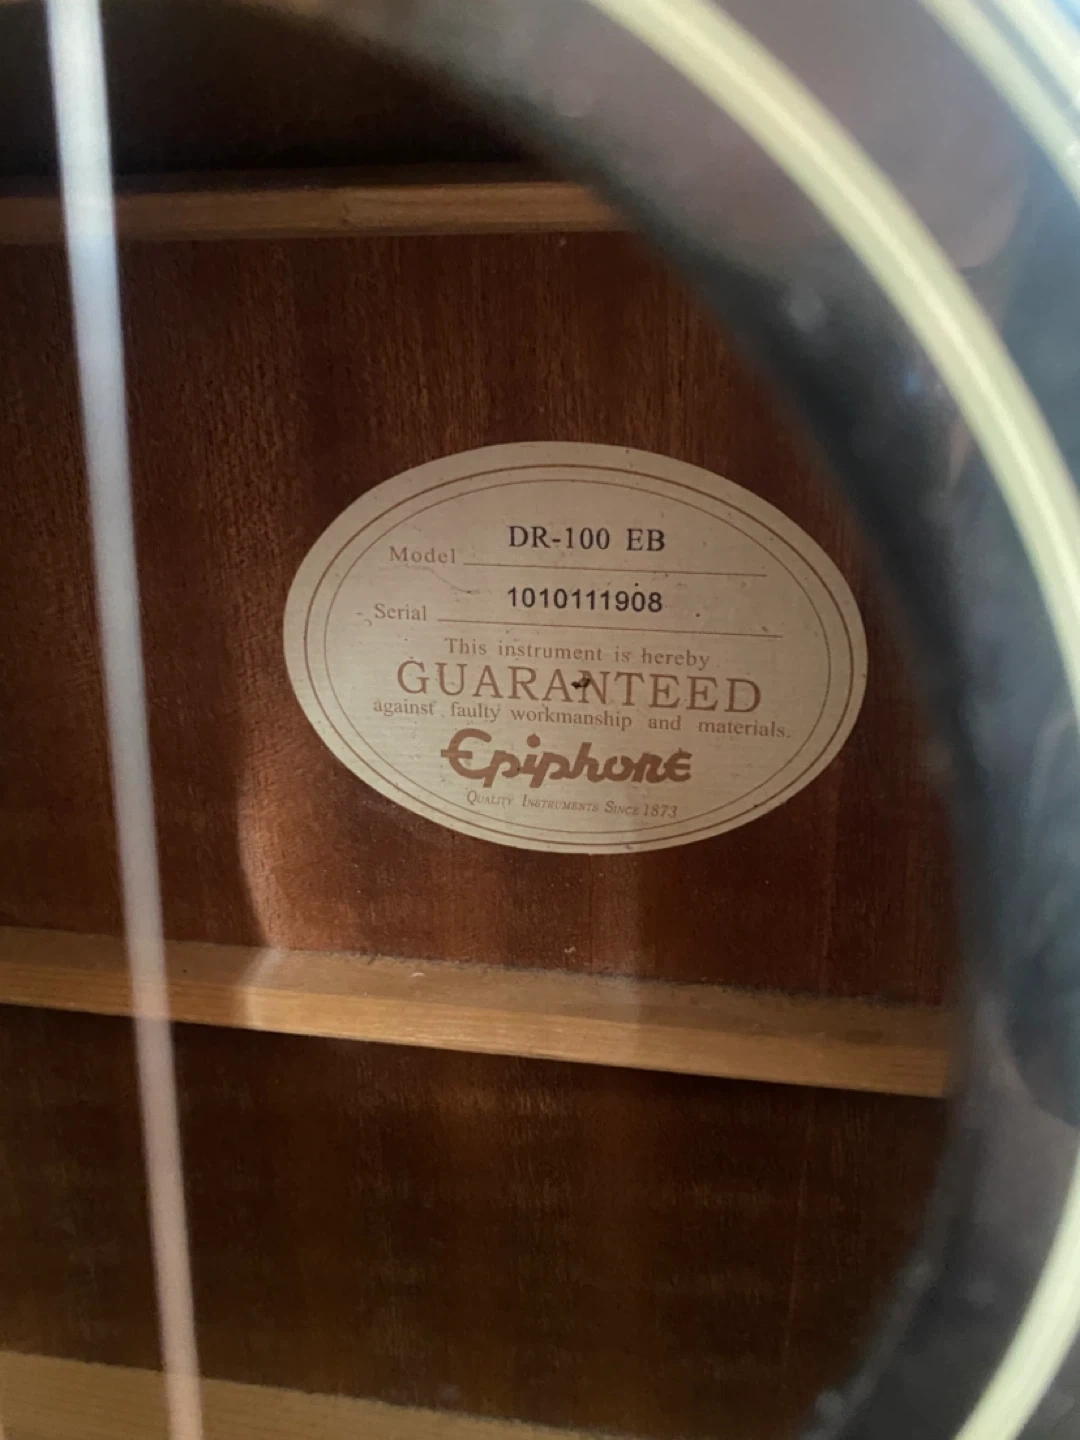 Model DR-100 EB
Serial 1010111908
This instrument is hereby
GUARANTEED
against faulty workmanship and materials.
Epiphone
QUALITY INSTRUMENTS SINCE 1873